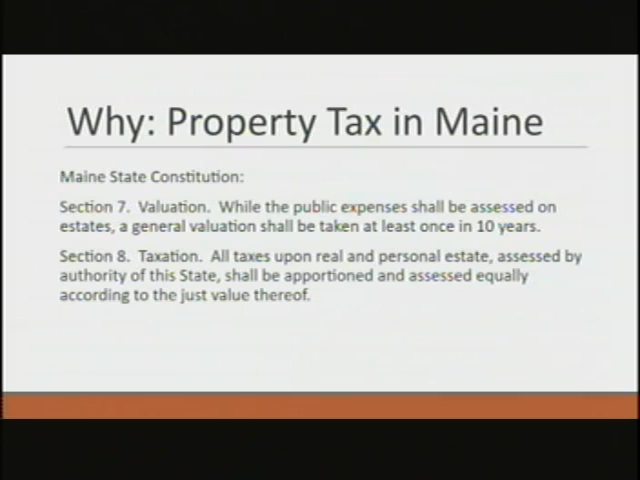 Why: Property Tax in Maine
Maine State Constitution:
Section 7.  Valuation.  While the public expenses shall be assessed on
estates, a general valuation shall be taken at least once in 10 years.
Section 8.  Taxation.  All taxes upon real and personal estate, assessed by
authority of this State, shall be apportioned and assessed equally
according to the just value thereof.